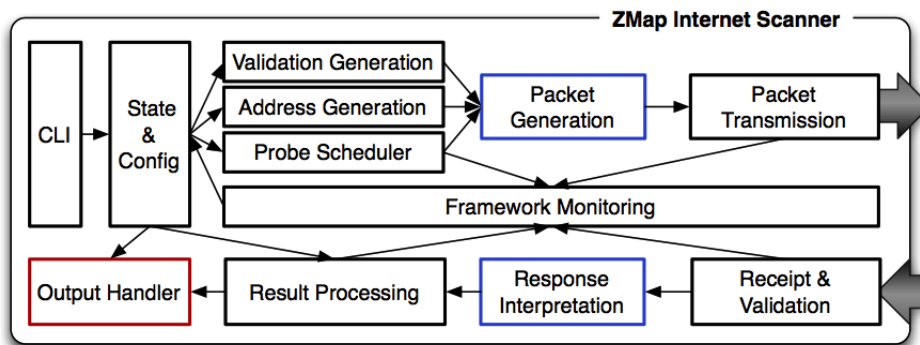 ZMap Internet Scanner
CLI
State
&
Config
Validation Generation
Address Generation
Probe Scheduler
Packet
Generation
Packet
Transmission
Framework Monitoring
Output Handler
Result Processing
Response
Interpretation
Receipt &
Validation